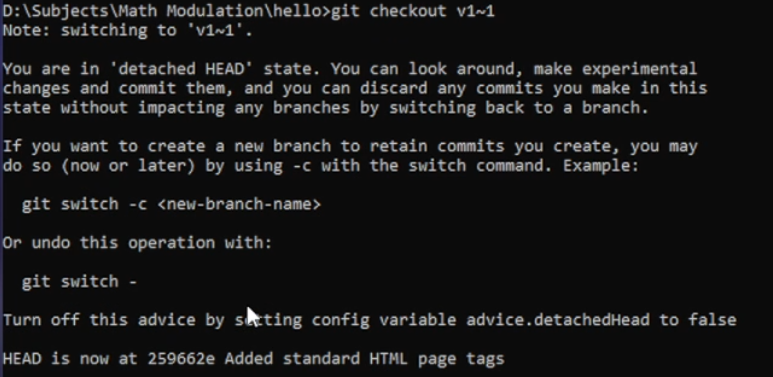 D:\Subjects\Math Modulation\hello>git checkout v1~1
Note: switching to 'v1~1'.
You are in 'detached HEAD' state. You can look around, make experimental
changes and commit them, and you can discard any commits you make in this
state without impacting any branches by switching back to a branch.
If you want to create a new branch to retain commits you create, you may
do so (now or later) by using -c with the switch command. Example:
git switch -c <new-branch-name>
Or undo this operation with:
git switch -
Turn off this advice by setting config variable advice.detachedHead to false
HEAD is now at 259662e Added standard HTML page tags